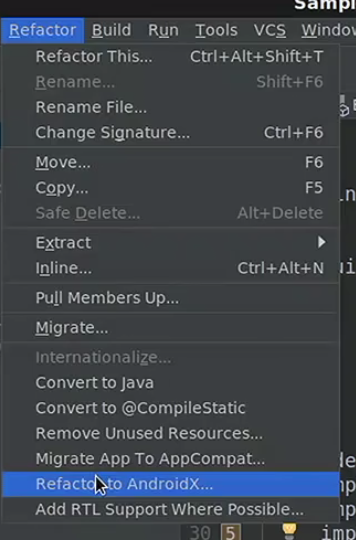 Sampl
Refactor Build Run Tools VCS Window
Refactor This... Ctrl+Alt+Shift+T
Rename... Shift+F6
Rename File...
Change Signature... Ctrl+F6
Move... F6
Copy... F5
Safe Delete... Alt+Delete
Extract
Inline... Ctrl+Alt+N
Pull Members Up...
Migrate...
Internationalize...
Convert to Java
Convert to @CompileStatic
Remove Unused Resources...
Migrate App To AppCompat...
Refactor to AndroidX...
Add RTL Support Where Possible...
30 5 imp